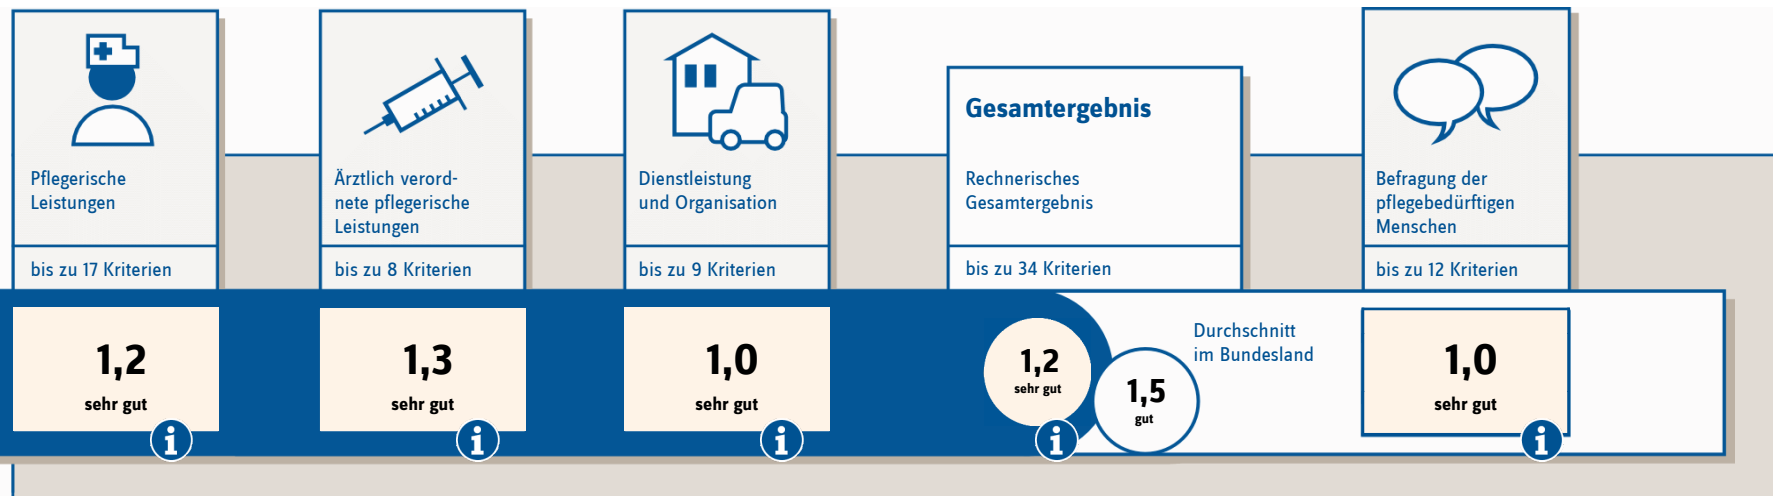 Pflegerische
Leistungen
bis zu 17 Kriterien
1,2
sehr gut
i
Ärztlich verord-
nete pflegerische
Leistungen
bis zu 8 Kriterien
1,3
sehr gut
i
Dienstleistung
und Organisation
bis zu 9 Kriterien
1,0
sehr gut
i
Gesamtergebnis
Rechnerisches
Gesamtergebnis
bis zu 34 Kriterien
1,2
sehr gut
i
1,5
gut
Durchschnitt
im Bundesland
Befragung der
pflegebedürftigen
Menschen
bis zu 12 Kriterien
1,0
sehr gut
i